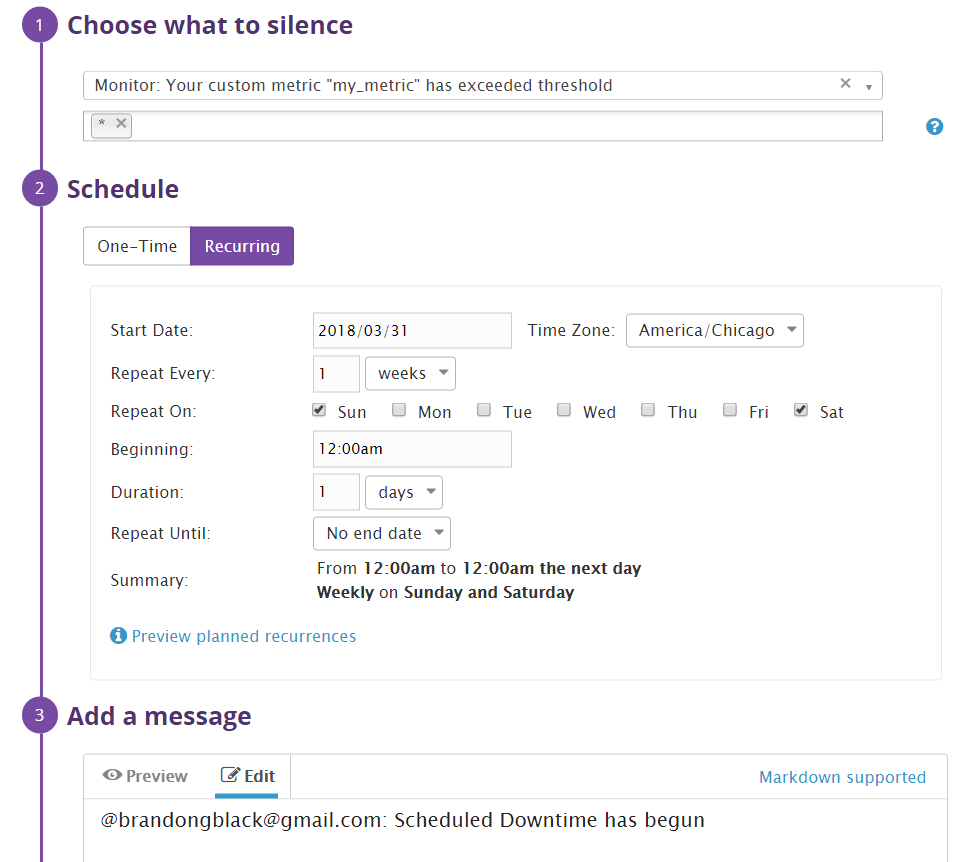 1 Choose what to silence
Monitor: Your custom metric "my_metric" has exceeded threshold × ▾
* × ?
2 Schedule
One-Time Recurring
Start Date: 2018/03/31 Time Zone: America/Chicago
Repeat Every: 1 weeks
Repeat On: Sun Mon Tue Wed Thu Fri Sat
Beginning: 12:00am
Duration: 1 days
Repeat Until: No end date
Summary: From 12:00am to 12:00am the next day
Weekly on Sunday and Saturday
Preview planned recurrences
3 Add a message
Preview Edit Markdown supported
@brandongblack@gmail.com: Scheduled Downtime has begun